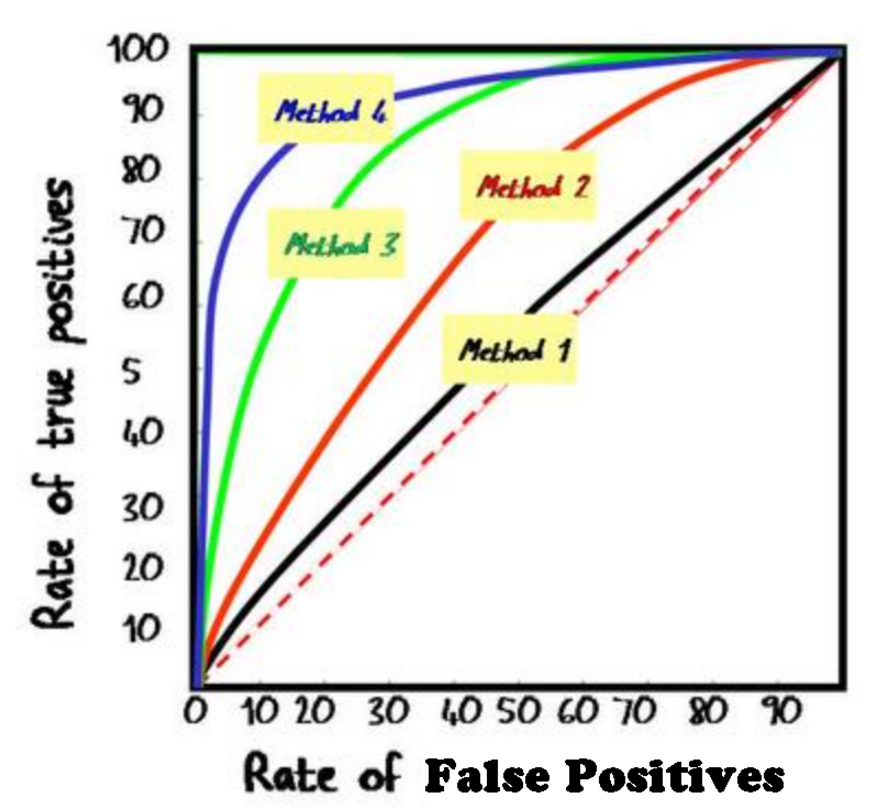 100
90
80
70
60
5
40
30
20
10
Rate of true positives
Method 4
Method 3
Method 2
Method 1
0 10 20 30 40 50 60 70 80 90
Rate of False Positives